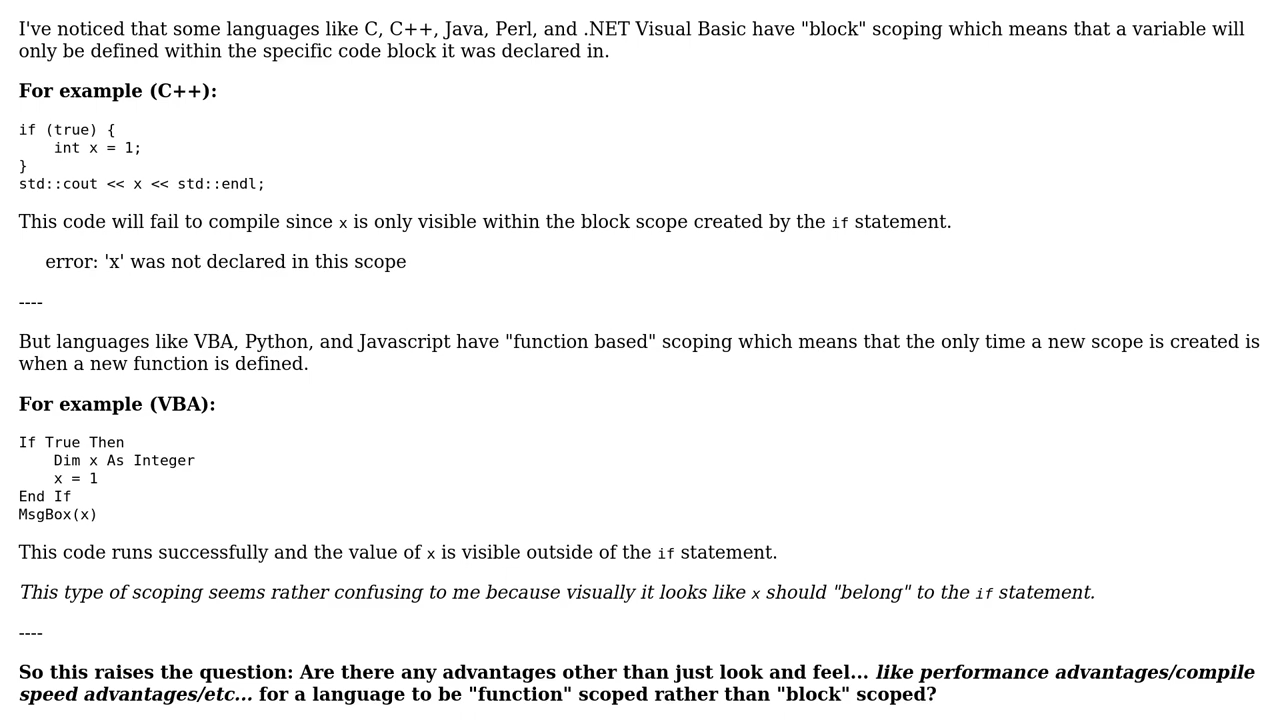 I've noticed that some languages like C, C++, Java, Perl, and .NET Visual Basic have "block" scoping which means that a variable will
only be defined within the specific code block it was declared in.
For example (C++):
if (true) {
    int x = 1;
}
std::cout << x << std::endl;
This code will fail to compile since x is only visible within the block scope created by the if statement.
error: 'x' was not declared in this scope
----
But languages like VBA, Python, and Javascript have "function based" scoping which means that the only time a new scope is created is
when a new function is defined.
For example (VBA):
If True Then
    Dim x As Integer
    x = 1
End If
MsgBox(x)
This code runs successfully and the value of x is visible outside of the if statement.
This type of scoping seems rather confusing to me because visually it looks like x should "belong" to the if statement.
----
So this raises the question: Are there any advantages other than just look and feel... like performance advantages/compile
speed advantages/etc... for a language to be "function" scoped rather than "block" scoped?